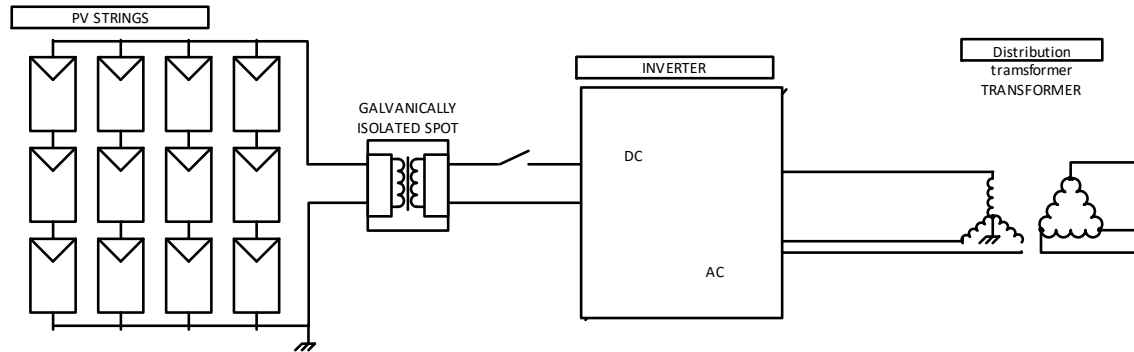 PV STRINGS
GALVANICALLY
ISOLATED SPOT
INVERTER
DC
AC
Distribution
tramsformer
TRANSFORMER